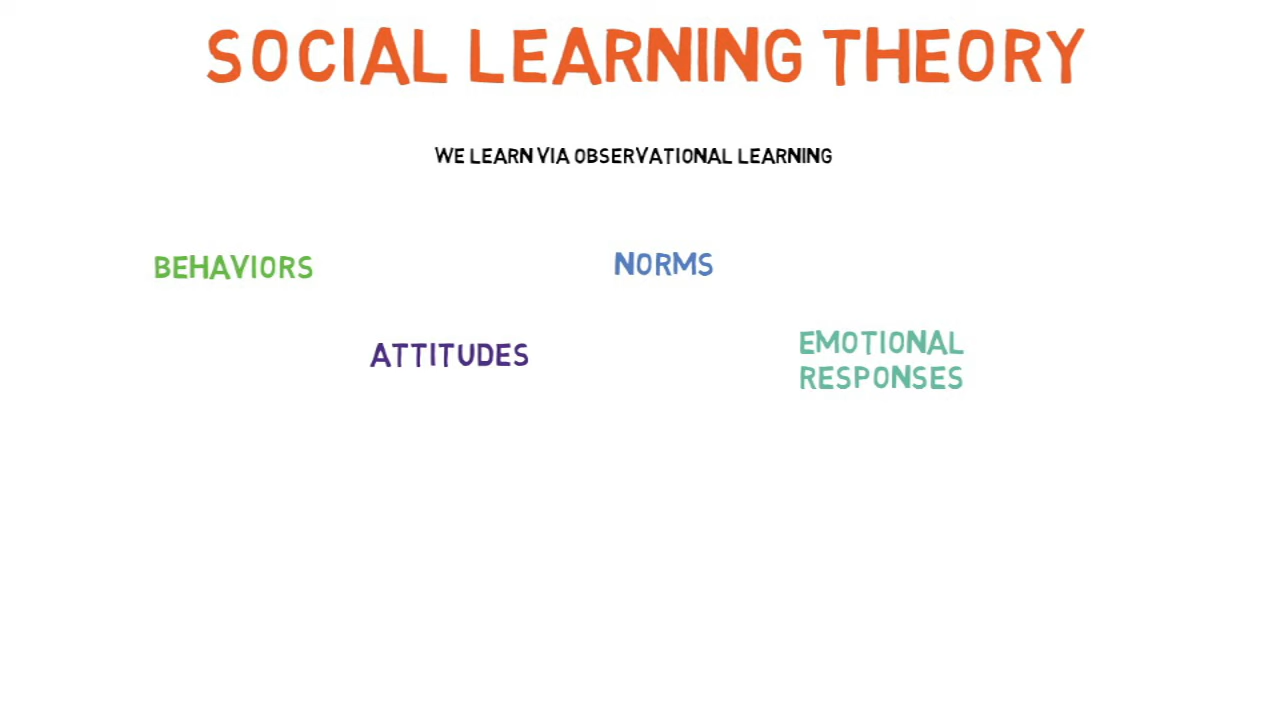 SOCIAL LEARNING THEORY
WE LEARN VIA OBSERVATIONAL LEARNING
BEHAVIORS
NORMS
ATTITUDES
EMOTIONAL
RESPONSES